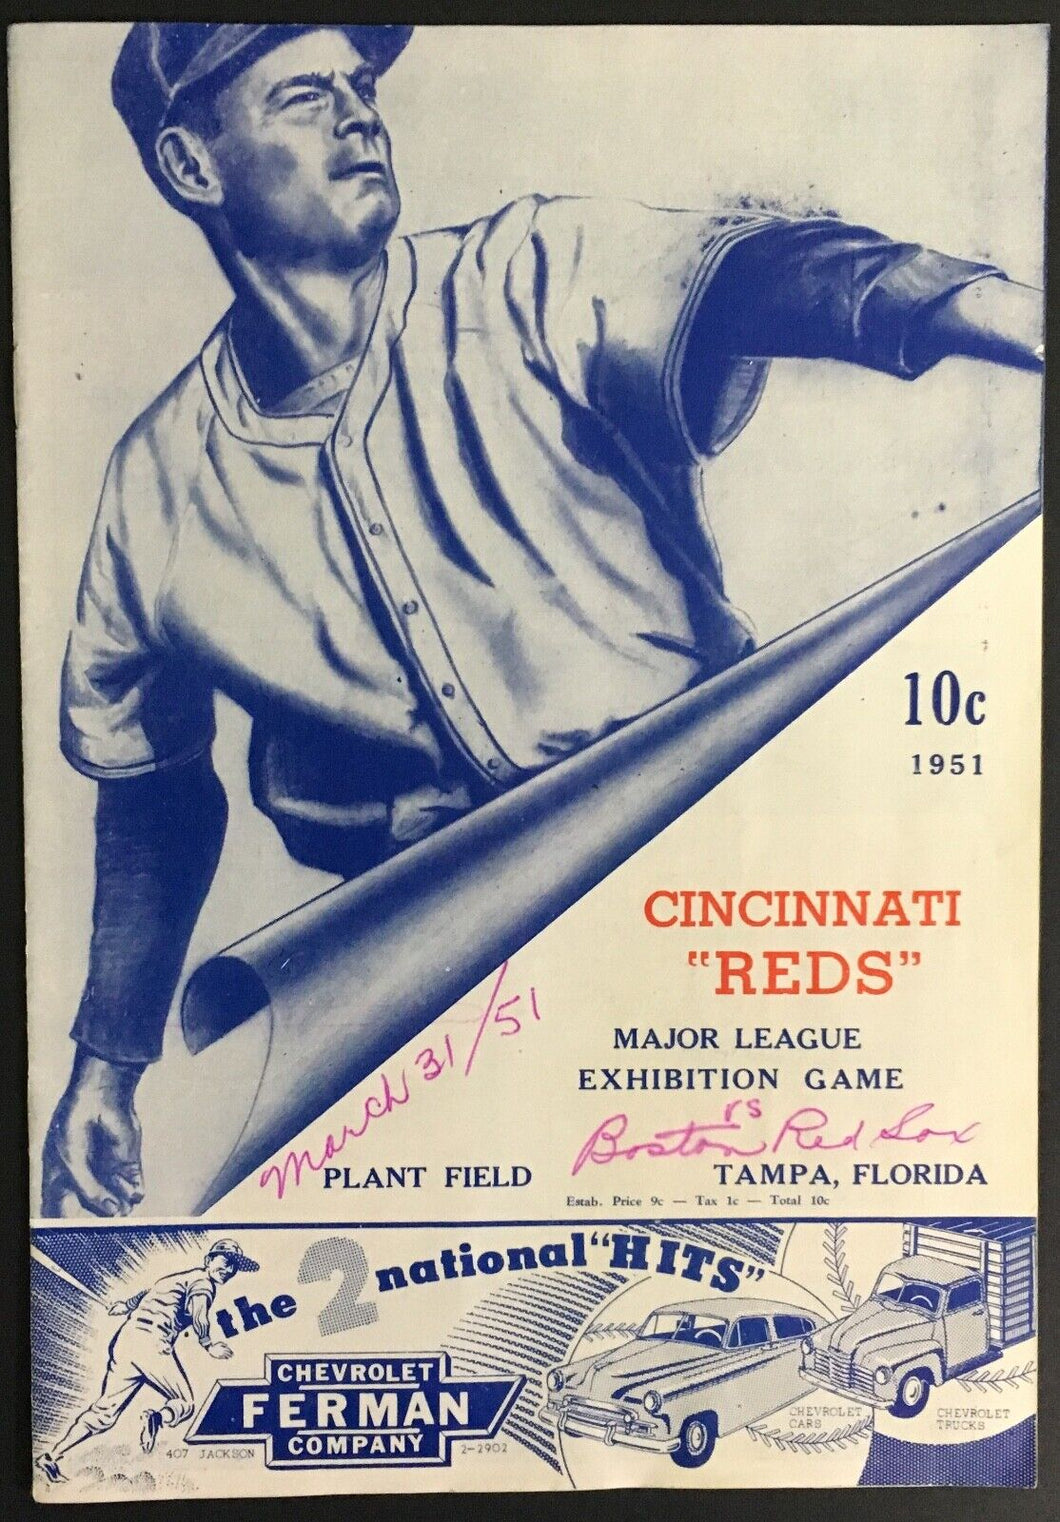 10c
1951
CINCINNATI
"REDS"
MAJOR LEAGUE
EXHIBITION GAME
March 31/51
vs
Boston Red Sox
PLANT FIELD
TAMPA, FLORIDA
Estab. Price 9c — Tax 1c — Total 10c
the 2 national "HITS"
CHEVROLET
FERMAN
COMPANY
407 JACKSON
2-2902
CHEVROLET
CARS
CHEVROLET
TRUCKS